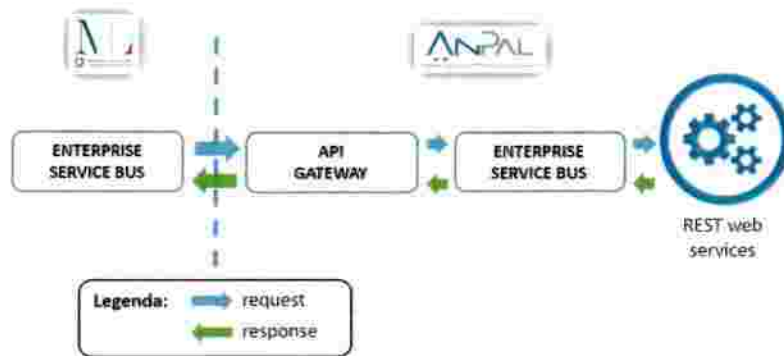 ANPAL
ENTERPRISE
SERVICE BUS
API
GATEWAY
ENTERPRISE
SERVICE BUS
REST web
services
Legenda:
request
response